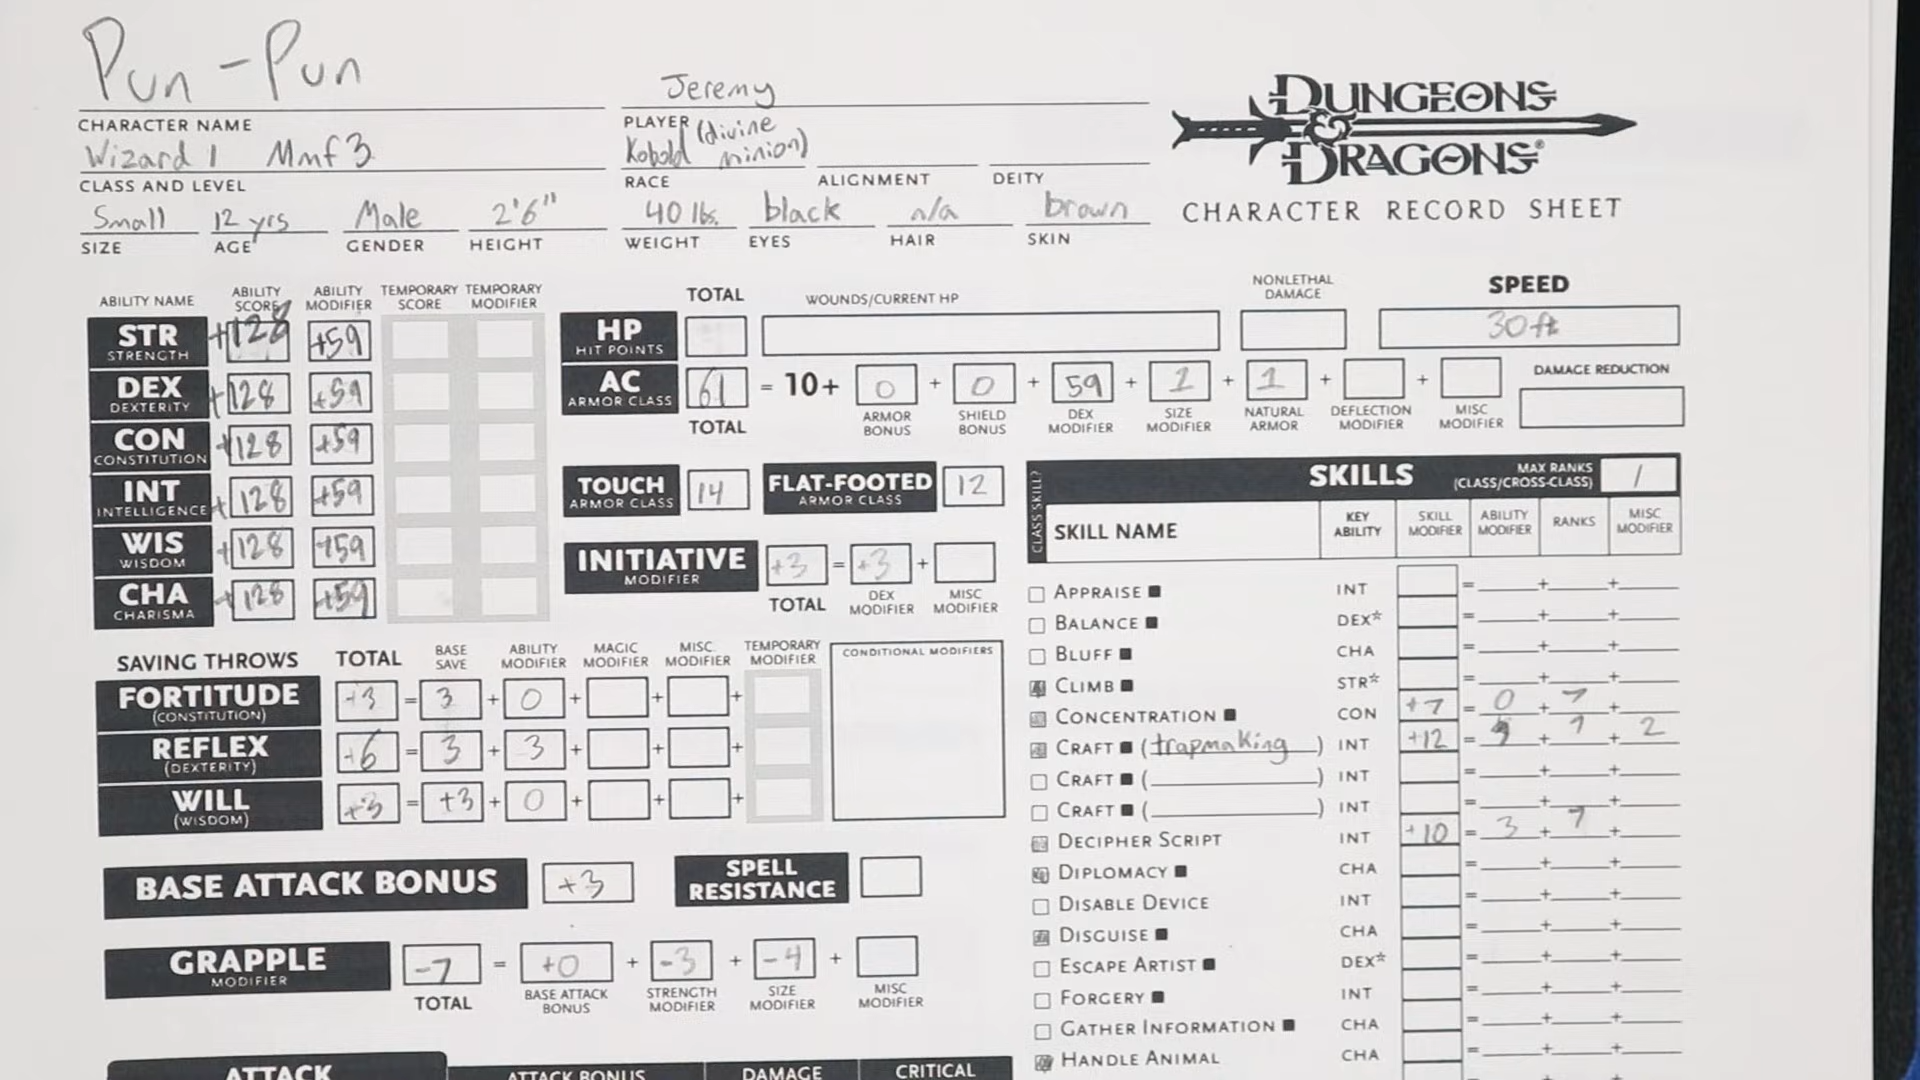 Pun-Pun
CHARACTER NAME
Jeremy
PLAYER
DUNGEONS & DRAGONS®
CHARACTER RECORD SHEET
Wizard 1 Mmf 3
CLASS AND LEVEL
Kobold (divine minion)
RACE
ALIGNMENT
DEITY
Small 12 yrs Male 2'6" 40 lbs. black n/a brown
SIZE AGE GENDER HEIGHT WEIGHT EYES HAIR SKIN
ABILITY NAME ABILITY SCORE ABILITY MODIFIER TEMPORARY SCORE TEMPORARY MODIFIER
STR STRENGTH +128 +59
DEX DEXTERITY +128 +59
CON CONSTITUTION +128 +59
INT INTELLIGENCE +128 +59
WIS WISDOM +128 +59
CHA CHARISMA +128 +59
TOTAL WOUNDS/CURRENT HP NONLETHAL DAMAGE SPEED
HP HIT POINTS 30 ft
AC ARMOR CLASS 61 = 10+ 0 + 0 + 59 + 1 + 1 + +
TOTAL ARMOR BONUS SHIELD BONUS DEX MODIFIER SIZE MODIFIER NATURAL ARMOR DEFLECTION MODIFIER MISC MODIFIER
DAMAGE REDUCTION
TOUCH ARMOR CLASS 14 FLAT-FOOTED ARMOR CLASS 12
INITIATIVE MODIFIER +3 = +3 +
TOTAL DEX MODIFIER MISC MODIFIER
SAVING THROWS TOTAL BASE SAVE ABILITY MODIFIER MAGIC MODIFIER MISC. MODIFIER TEMPORARY MODIFIER
CONDITIONAL MODIFIERS
FORTITUDE (CONSTITUTION) +3 = 3 + 0 + + +
REFLEX (DEXTERITY) +6 = 3 + 3 + + +
WILL (WISDOM) +3 = +3 + 0 + + +
BASE ATTACK BONUS +3 SPELL RESISTANCE
GRAPPLE MODIFIER -7 = +0 + -3 + -4 +
TOTAL BASE ATTACK BONUS STRENGTH MODIFIER SIZE MODIFIER MISC MODIFIER
ATTACK ATTACK BONUS DAMAGE CRITICAL
SKILLS MAX RANKS (CLASS/CROSS-CLASS) /
CLASS SKILL? SKILL NAME KEY ABILITY SKILL MODIFIER ABILITY MODIFIER RANKS MISC MODIFIER
APPRAISE INT = + +
BALANCE DEX* = + +
BLUFF CHA = + +
CLIMB STR* = + +
CONCENTRATION CON +7 = 0 + 7 +
CRAFT (trapmaking) INT +12 = + 7 + 2
CRAFT ( ) INT = + +
CRAFT ( ) INT = + +
DECIPHER SCRIPT INT +10 = 3 + 7 +
DIPLOMACY CHA = + +
DISABLE DEVICE INT = + +
DISGUISE CHA = + +
ESCAPE ARTIST DEX* = + +
FORGERY INT = + +
GATHER INFORMATION CHA = + +
HANDLE ANIMAL CHA = + +